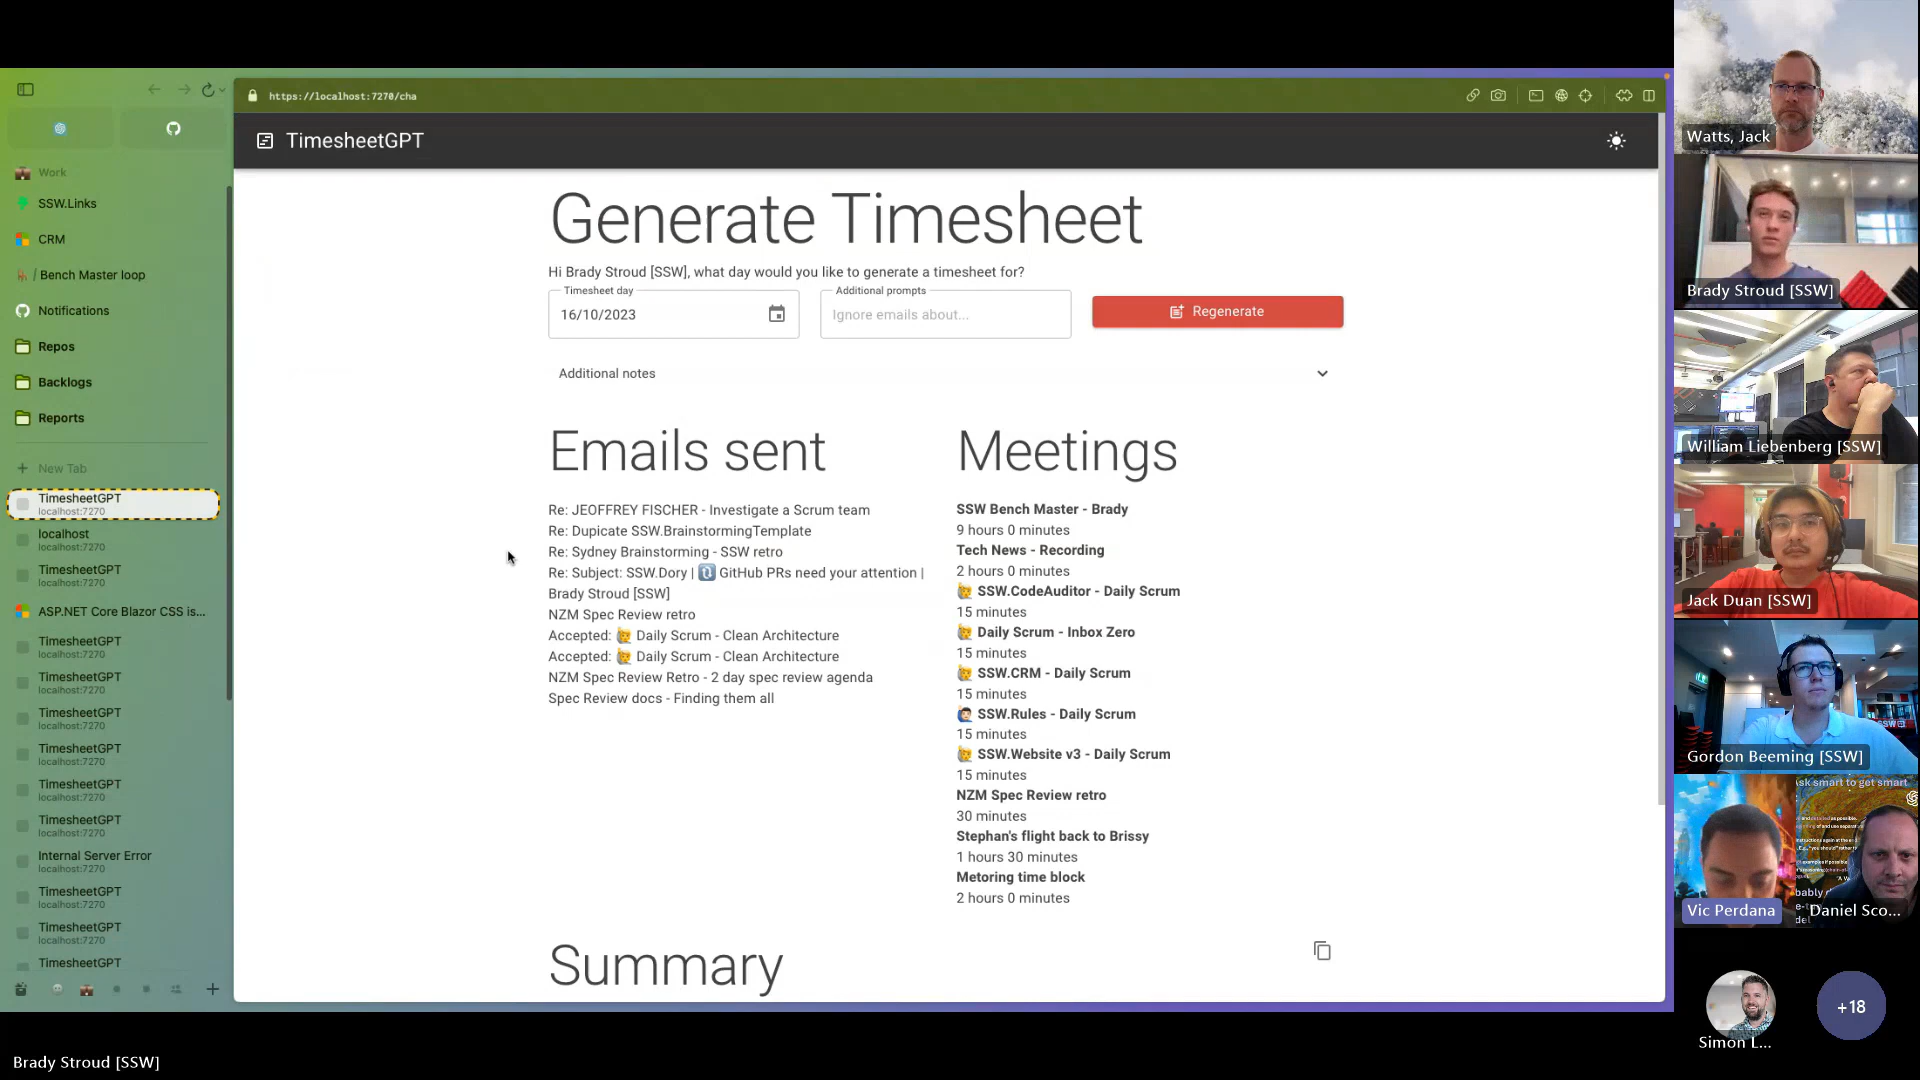 https://localhost:7270/cha
TimesheetGPT
Work
SSW.Links
CRM
/ Bench Master loop
Notifications
Repos
Backlogs
Reports
New Tab
TimesheetGPT
localhost:7270
localhost
localhost:7270
TimesheetGPT
localhost:7270
ASP.NET Core Blazor CSS is...
TimesheetGPT
localhost:7270
TimesheetGPT
localhost:7270
TimesheetGPT
localhost:7270
TimesheetGPT
localhost:7270
TimesheetGPT
localhost:7270
TimesheetGPT
localhost:7270
Internal Server Error
localhost:7270
TimesheetGPT
localhost:7270
TimesheetGPT
localhost:7270
TimesheetGPT
Generate Timesheet
Hi Brady Stroud [SSW], what day would you like to generate a timesheet for?
Timesheet day
16/10/2023
Additional prompts
Ignore emails about...
Regenerate
Additional notes
Emails sent
Re: JEOFFREY FISCHER - Investigate a Scrum team
Re: Dupicate SSW.BrainstormingTemplate
Re: Sydney Brainstorming - SSW retro
Re: Subject: SSW.Dory | 🔃 GitHub PRs need your attention |
Brady Stroud [SSW]
NZM Spec Review retro
Accepted: 🙋 Daily Scrum - Clean Architecture
Accepted: 🙋 Daily Scrum - Clean Architecture
NZM Spec Review Retro - 2 day spec review agenda
Spec Review docs - Finding them all
Meetings
SSW Bench Master - Brady
9 hours 0 minutes
Tech News - Recording
2 hours 0 minutes
🙋 SSW.CodeAuditor - Daily Scrum
15 minutes
🙋 Daily Scrum - Inbox Zero
15 minutes
🙋 SSW.CRM - Daily Scrum
15 minutes
🙋🏻‍♂️ SSW.Rules - Daily Scrum
15 minutes
🙋 SSW.Website v3 - Daily Scrum
15 minutes
NZM Spec Review retro
30 minutes
Stephan's flight back to Brissy
1 hours 30 minutes
Metoring time block
2 hours 0 minutes
Summary
Watts, Jack
Brady Stroud [SSW]
William Liebenberg [SSW]
Jack Duan [SSW]
Gordon Beeming [SSW]
Ask smart to get smart
Vic Perdana
Daniel Sco...
Simon L...
+18
Brady Stroud [SSW]